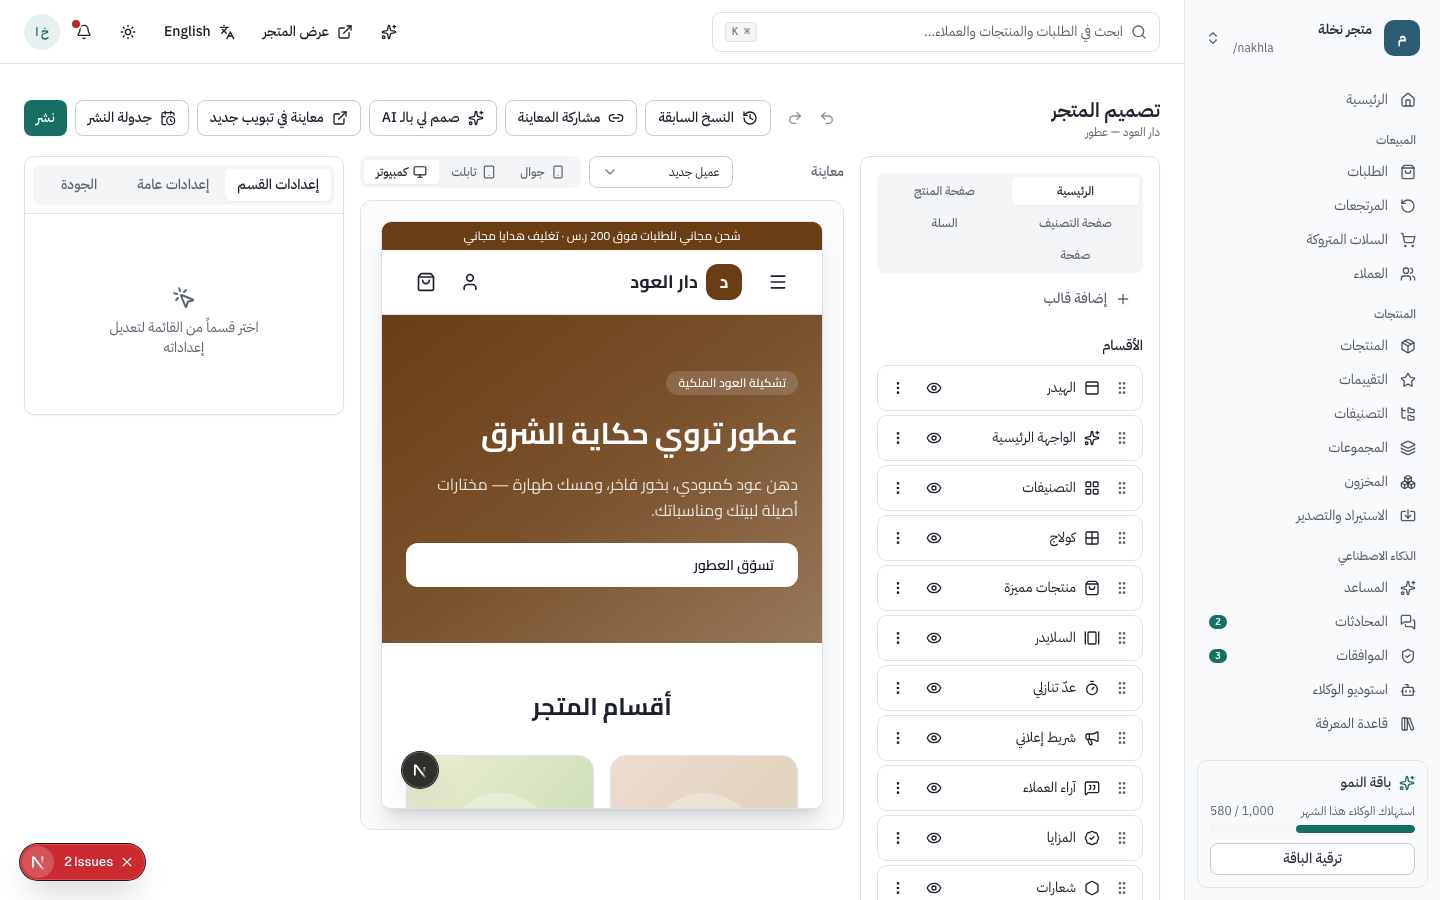 متجر نخلة
/nakhla
م
الرئيسية
المبيعات
الطلبات
المرتجعات
السلات المتروكة
العملاء
المنتجات
المنتجات
التقييمات
التصنيفات
المجموعات
المخزون
الاستيراد والتصدير
الذكاء الاصطناعي
المساعد
المحادثات
2
الموافقات
3
استوديو الوكلاء
قاعدة المعرفة
باقة النمو
استهلاك الوكلاء هذا الشهر
580 / 1,000
ترقية الباقة
ابحث في الطلبات والمنتجات والعملاء...
⌘ K
عرض المتجر
English
خ ا
تصميم المتجر
دار العود — عطور
النسخ السابقة
مشاركة المعاينة
صمم لي بالـ AI
معاينة في تبويب جديد
جدولة النشر
نشر
الرئيسية
صفحة المنتج
صفحة التصنيف
السلة
صفحة
إضافة قالب
الأقسام
الهيدر
الواجهة الرئيسية
التصنيفات
كولاج
منتجات مميزة
السلايدر
عدّ تنازلي
شريط إعلاني
آراء العملاء
المزايا
شعارات
معاينة
عميل جديد
جوال
تابلت
كمبيوتر
شحن مجاني للطلبات فوق 200 ر.س · تغليف هدايا مجاني
د
دار العود
تشكيلة العود الملكية
عطور تروي حكاية الشرق
دهن عود كمبودي، بخور فاخر، ومسك طهارة — مختارات
أصيلة لبيتك ومناسباتك.
تسوّق العطور
أقسام المتجر
إعدادات القسم
إعدادات عامة
الجودة
اختر قسماً من القائمة لتعديل
إعداداته
N
N
2 Issues